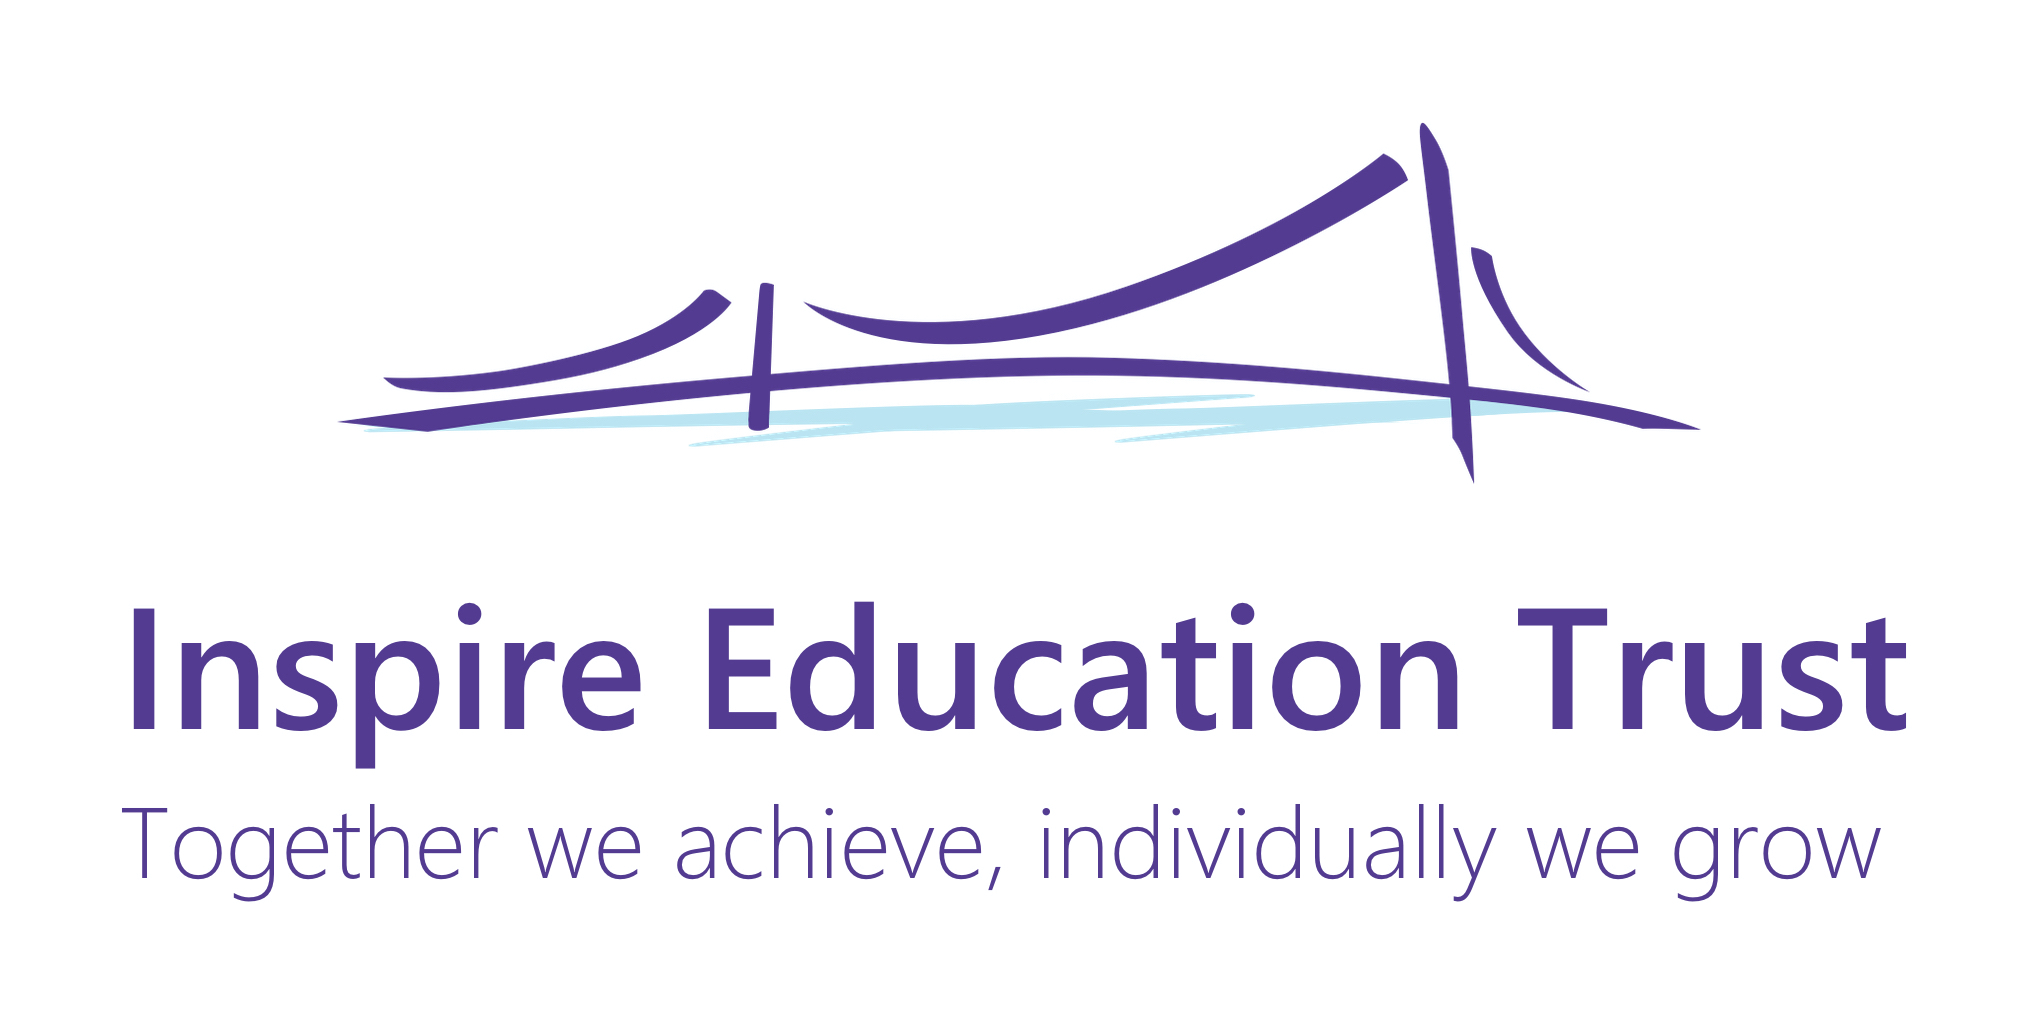 Inspire Education Trust
Together we achieve, individually we grow